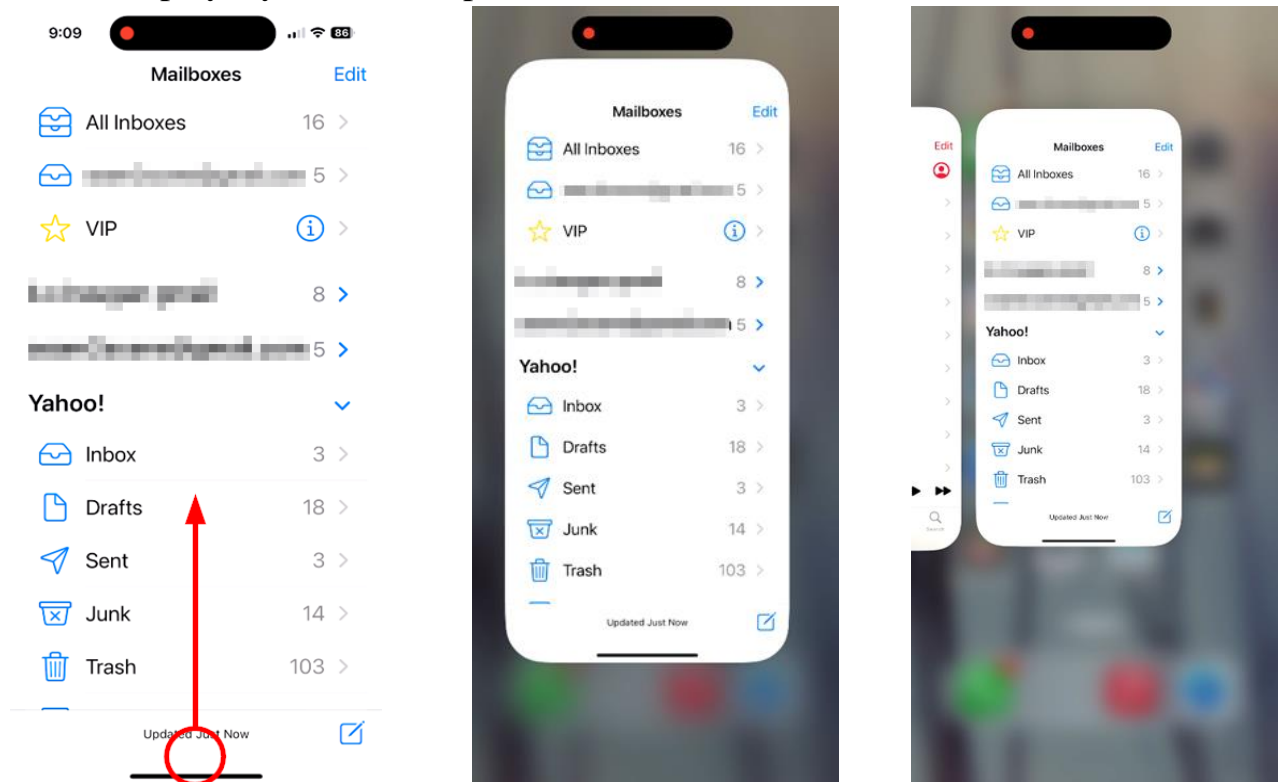 9:09 86
Mailboxes Edit
All Inboxes 16
5
VIP
8
5
Yahoo!
Inbox 3
Drafts 18
Sent 3
Junk 14
Trash 103
Updated Just Now
Mailboxes Edit
All Inboxes 16
5
VIP
8
5
Yahoo!
Inbox 3
Drafts 18
Sent 3
Junk 14
Trash 103
Updated Just Now
Edit
Search
Mailboxes Edit
All Inboxes 16
5
VIP
8
5
Yahoo!
Inbox 3
Drafts 18
Sent 3
Junk 14
Trash 103
Updated Just Now